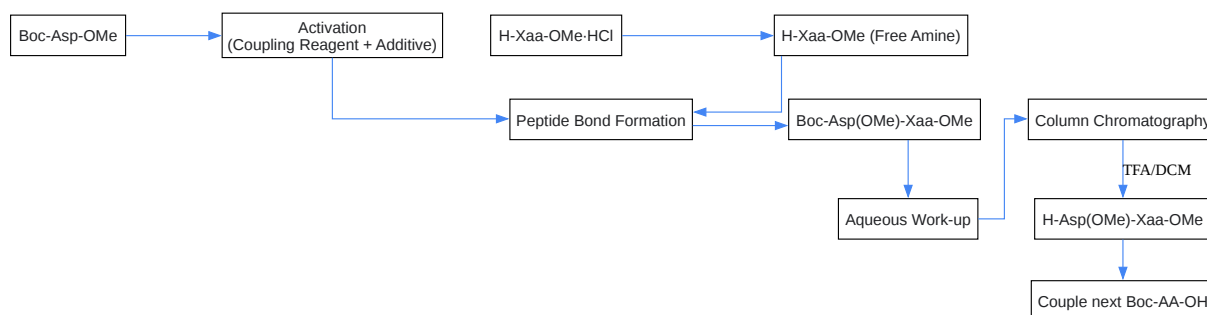 Boc-Asp-OMe
Activation
(Coupling Reagent + Additive)
H-Xaa-OMe·HCl
H-Xaa-OMe (Free Amine)
Peptide Bond Formation
Boc-Asp(OMe)-Xaa-OMe
Column Chromatography
TFA/DCM
Aqueous Work-up
H-Asp(OMe)-Xaa-OMe
Couple next Boc-AA-OH